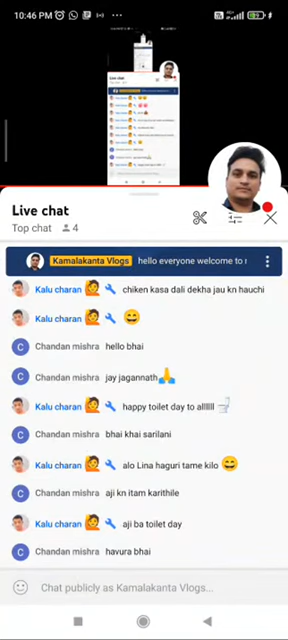 10:46 PM
Live chat
Top chat 4
Kamalakanta Vlogs hello everyone welcome to
Kalu charan chiken kasa dali dekha jau kn hauchi
Kalu charan 😄
Chandan mishra hello bhai
Chandan mishra jay jagannath🙏
Kalu charan happy toilet day to allllll 🚽
Chandan mishra bhai khai sarilani
Kalu charan alo Lina haguri tame kilo 😄
Chandan mishra aji kn itam karithile
Kalu charan aji ba toilet day
Chandan mishra havura bhai
Chat publicly as Kamalakanta Vlogs...